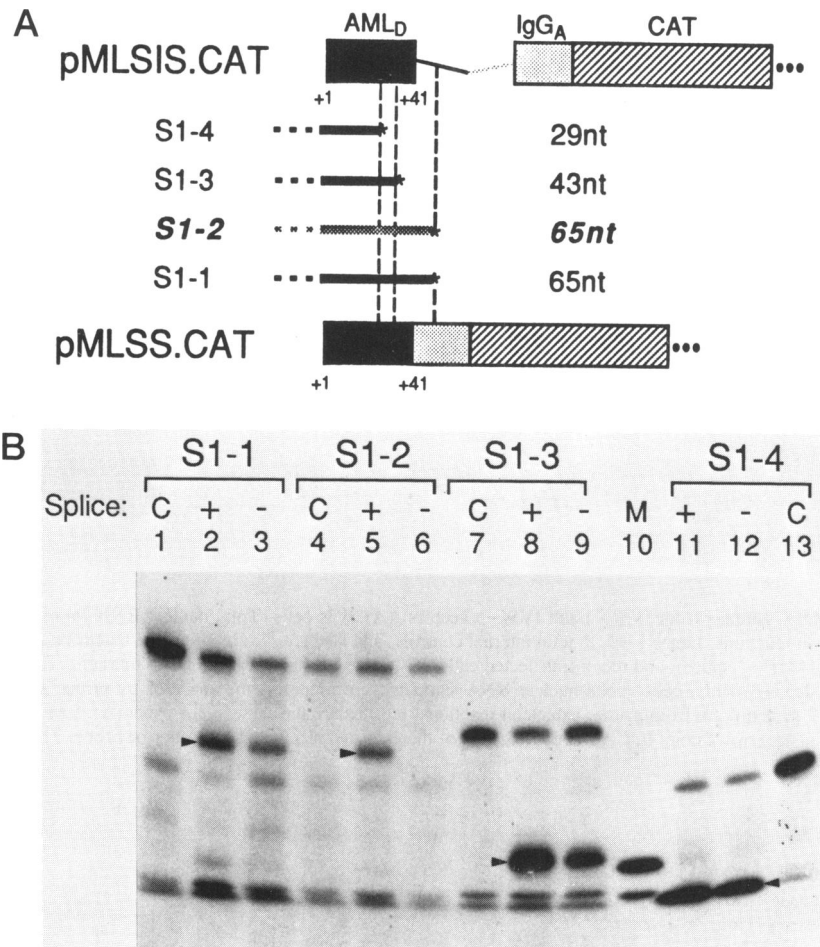 A
AMLD IgGA CAT
pMLSIS.CAT
+1 +41
S1-4 29nt
S1-3 43nt
S1-2 65nt
S1-1 65nt
pMLSS.CAT
+1 +41
B
S1-1 S1-2 S1-3 S1-4
Splice: C + - C + - C + - M + - C
1 2 3 4 5 6 7 8 9 10 11 12 13